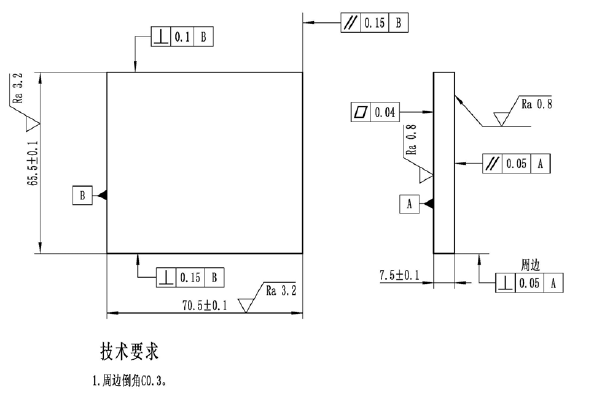 ⊥ 0.1 B
// 0.15 B
Ra 3.2
65.5±0.1
B
⊥ 0.15 B
70.5±0.1
Ra 3.2
⏥ 0.04
Ra 0.8
Ra 0.8
// 0.05 A
A
7.5±0.1
周边
⊥ 0.05 A
技术要求
1.周边倒角C0.3。